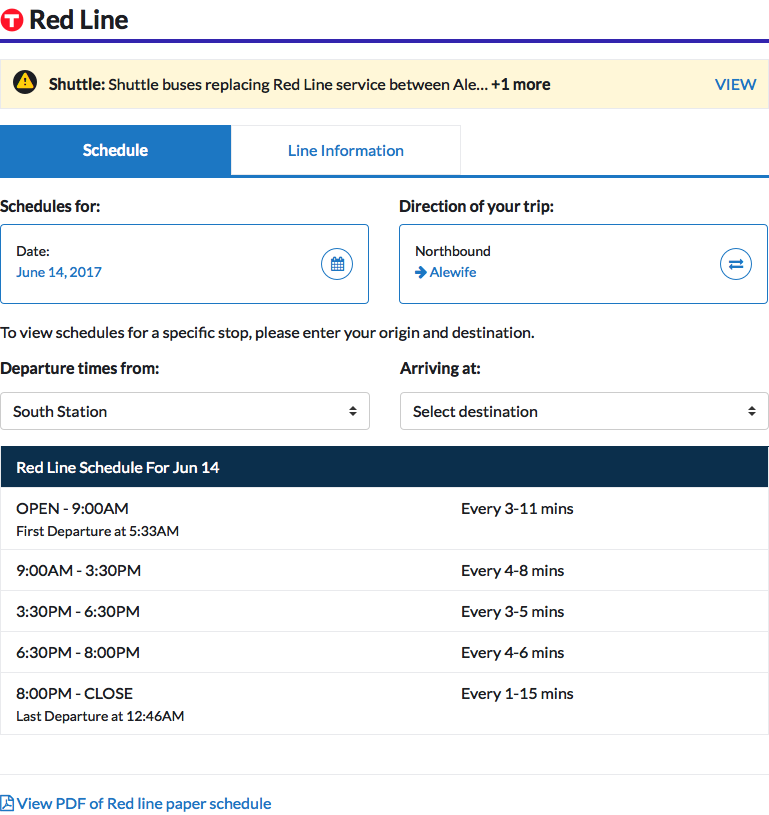 T Red Line
Shuttle: Shuttle buses replacing Red Line service between Ale... +1 more VIEW
Schedule Line Information
Schedules for: Direction of your trip:
Date: Northbound
June 14, 2017 Alewife
To view schedules for a specific stop, please enter your origin and destination.
Departure times from: Arriving at:
South Station Select destination
Red Line Schedule For Jun 14
OPEN - 9:00AM Every 3-11 mins
First Departure at 5:33AM
9:00AM - 3:30PM Every 4-8 mins
3:30PM - 6:30PM Every 3-5 mins
6:30PM - 8:00PM Every 4-6 mins
8:00PM - CLOSE Every 1-15 mins
Last Departure at 12:46AM
View PDF of Red line paper schedule